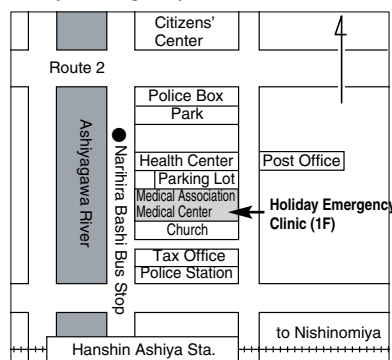 Citizens'
Center
Route 2
Police Box
Park
Ashiyagawa River
Narihira Bashi Bus Stop
Health Center
Post Office
Parking Lot
Medical Association
Medical Center
Holiday Emergency
Clinic (1F)
Church
Tax Office
Police Station
to Nishinomiya
Hanshin Ashiya Sta.